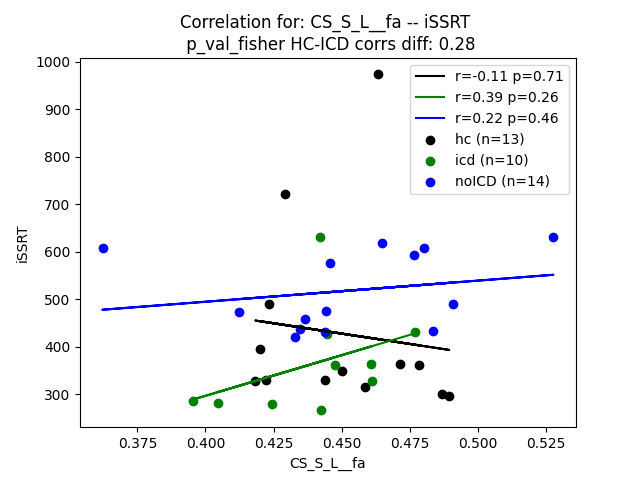 Correlation for: CS_S_L__fa -- iSSRT
p_val_fisher HC-ICD corrs diff: 0.28
1000
900
800
700
600
500
400
300
iSSRT
r=-0.11 p=0.71
r=0.39 p=0.26
r=0.22 p=0.46
hc (n=13)
icd (n=10)
noICD (n=14)
0.375 0.400 0.425 0.450 0.475 0.500 0.525
CS_S_L__fa